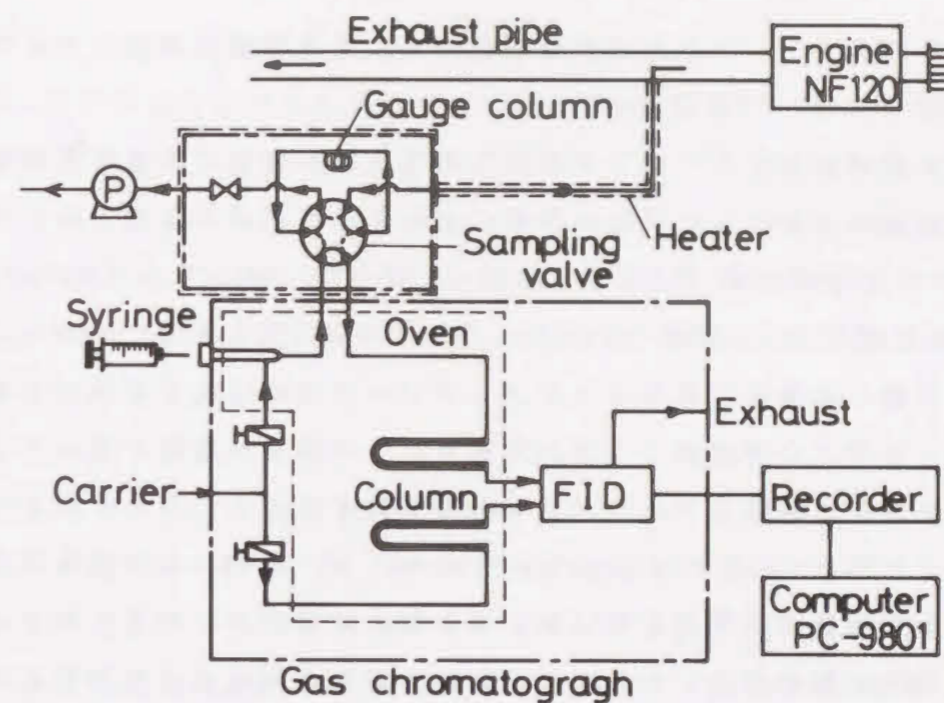 Exhaust pipe
Engine
NF120
Gauge column
P
Sampling
valve
Heater
Syringe
Oven
Exhaust
Carrier
Column
F I D
Recorder
Computer
PC-9801
Gas chromatogragh